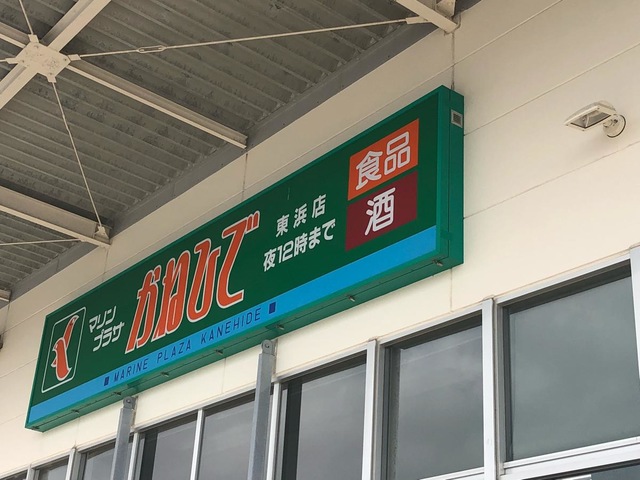 マリン
プラザ
かねひで
東浜店
夜12時まで
食品
酒
MARINE PLAZA KANEHIDE